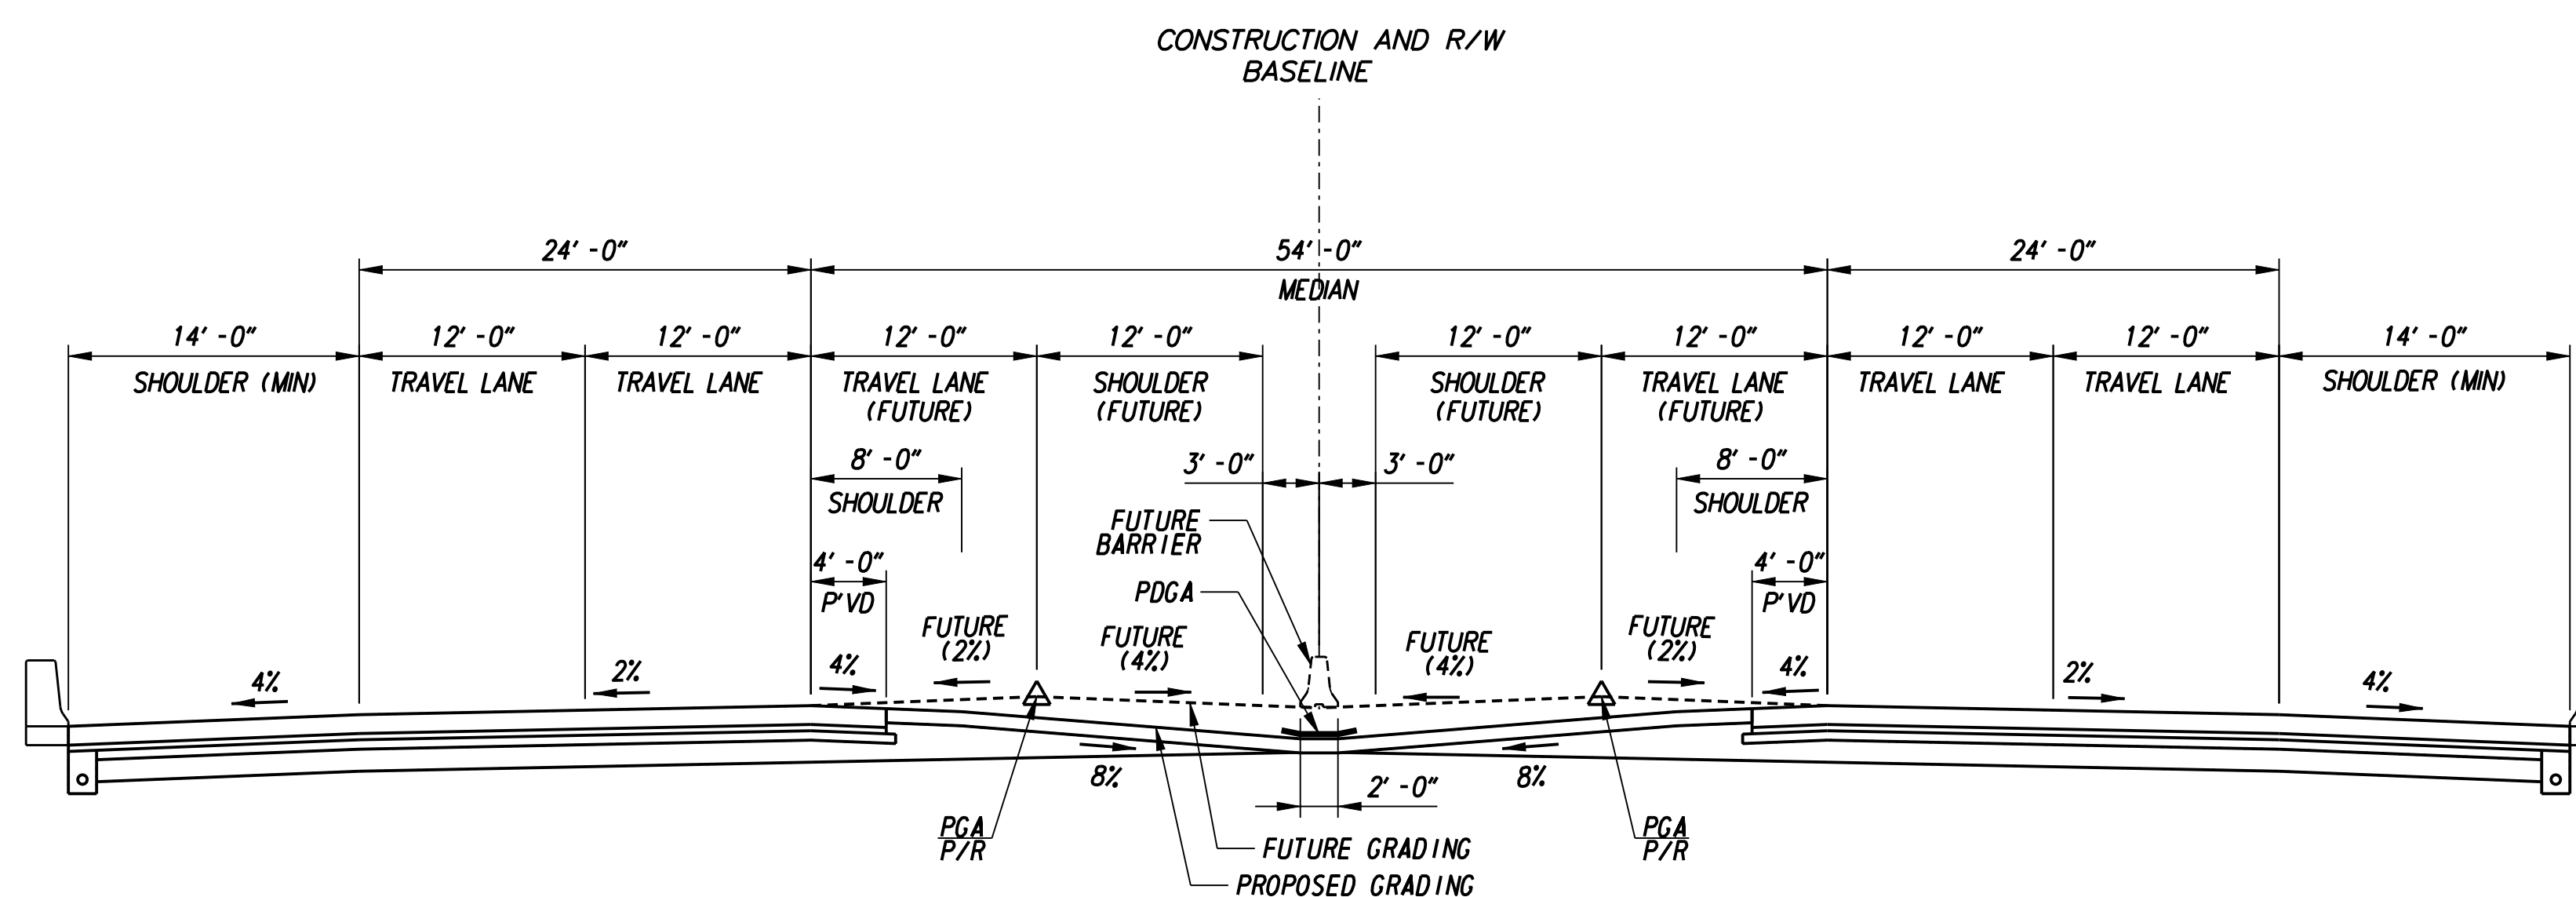 CONSTRUCTION AND R/W
BASELINE
24'-0" 54'-0" 24'-0"
MEDIAN
14'-0" 12'-0" 12'-0" 12'-0" 12'-0" 12'-0" 12'-0" 12'-0" 12'-0" 14'-0"
SHOULDER (MIN) TRAVEL LANE TRAVEL LANE TRAVEL LANE SHOULDER SHOULDER TRAVEL LANE TRAVEL LANE TRAVEL LANE SHOULDER (MIN)
(FUTURE) (FUTURE) (FUTURE) (FUTURE)
8'-0" 3'-0" 3'-0" 8'-0"
SHOULDER SHOULDER
FUTURE
BARRIER
4'-0" 4'-0"
PDGA
P'VD P'VD
FUTURE FUTURE FUTURE FUTURE
(2%) (4%) (4%) (2%)
4% 2% 4% 4% 2% 4%
8% 8%
2'-0"
PGA PGA
P/R P/R
FUTURE GRADING
PROPOSED GRADING